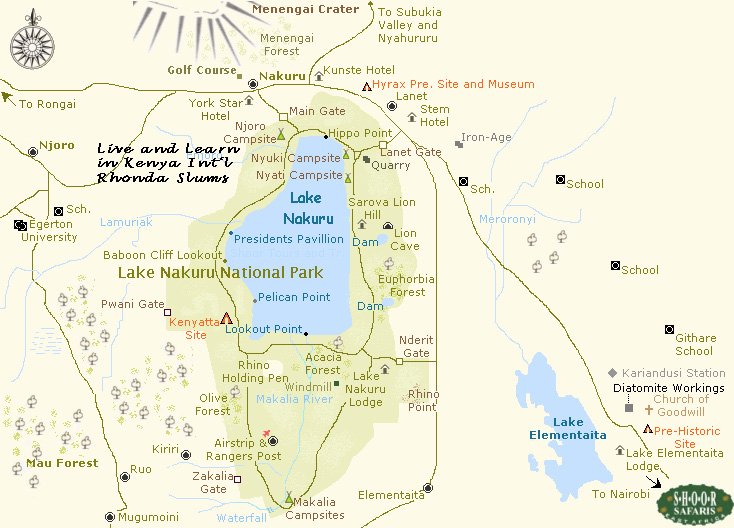 Menengai Crater
To Subukia
Valley and
Nyahururu
Menengai
Forest
Golf Course
Nakuru
Kunste Hotel
Hyrax Pre. Site and Museum
To Rongai
York Star
Hotel
Main Gate
Lanet
Stem
Hotel
Njoro
Campsite
Hippo Point
Iron-Age
Njoro
Live and Learn
in Kenya Int'l
Rhonda Slums
Nyuki Campsite
Lanet Gate
Quarry
Nyati Campsite
Sch.
School
Lake
Nakuru
Sarova Lion
Hill
Sch.
Lamuriak
Meroronyi
Egerton
University
Presidents Pavillion
Dam
Lion
Cave
Baboon Cliff Lookout
Lake Nakuru National Park
School
Euphorbia
Forest
Pwani Gate
Pelican Point
Dam
Kenyatta
Site
Lookout Point
Githare
School
Nderit
Gate
Acacia
Forest
Rhino
Holding Pen
Windmill
Lake
Nakuru
Lodge
Kariandusi Station
Diatomite Workings
Makalia River
Olive
Forest
Rhino
Point
Church of
Goodwill
Lake
Elementaita
Pre-Historic
Site
Airstrip &
Rangers Post
Kiriri
Mau Forest
Ruo
Lake Elementaita
Lodge
Zakalia
Gate
To Nairobi
Elementaita
Makalia
Campsites
Mugumoini
Waterfall
SHOOR
SAFARIS
EAST AFRICA